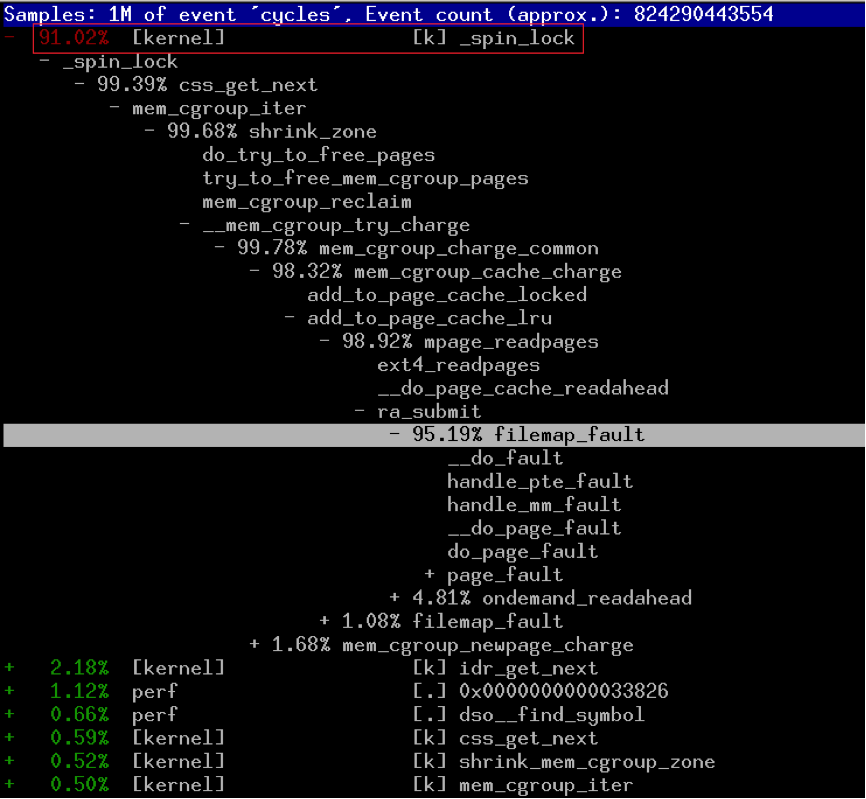 Samples: 1M of event ´cycles´, Event count (approx.): 824290443554
- 91.02% [kernel] [k] _spin_lock
- _spin_lock
- 99.39% css_get_next
- mem_cgroup_iter
- 99.68% shrink_zone
do_try_to_free_pages
try_to_free_mem_cgroup_pages
mem_cgroup_reclaim
- __mem_cgroup_try_charge
- 99.78% mem_cgroup_charge_common
- 98.32% mem_cgroup_cache_charge
add_to_page_cache_locked
- add_to_page_cache_lru
- 98.92% mpage_readpages
ext4_readpages
__do_page_cache_readahead
- ra_submit
- 95.19% filemap_fault
__do_fault
handle_pte_fault
handle_mm_fault
__do_page_fault
do_page_fault
+ page_fault
+ 4.81% ondemand_readahead
+ 1.08% filemap_fault
+ 1.68% mem_cgroup_newpage_charge
+ 2.18% [kernel] [k] idr_get_next
+ 1.12% perf [.] 0x0000000000033826
+ 0.66% perf [.] dso__find_symbol
+ 0.59% [kernel] [k] css_get_next
+ 0.52% [kernel] [k] shrink_mem_cgroup_zone
+ 0.50% [kernel] [k] mem_cgroup_iter